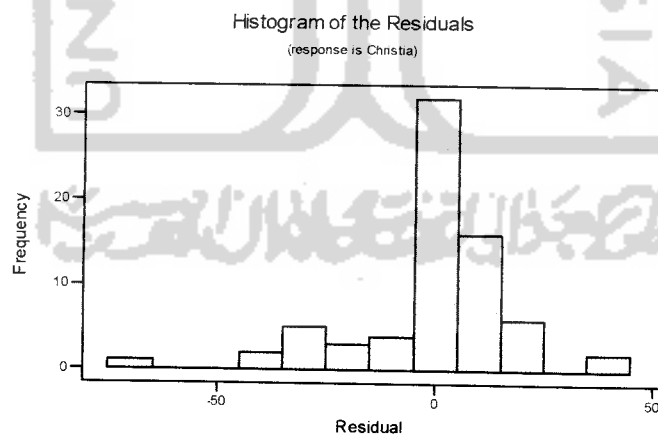 Histogram of the Residuals
(response is Christia)
30
20
10
0
Frequency
-50
0
50
Residual